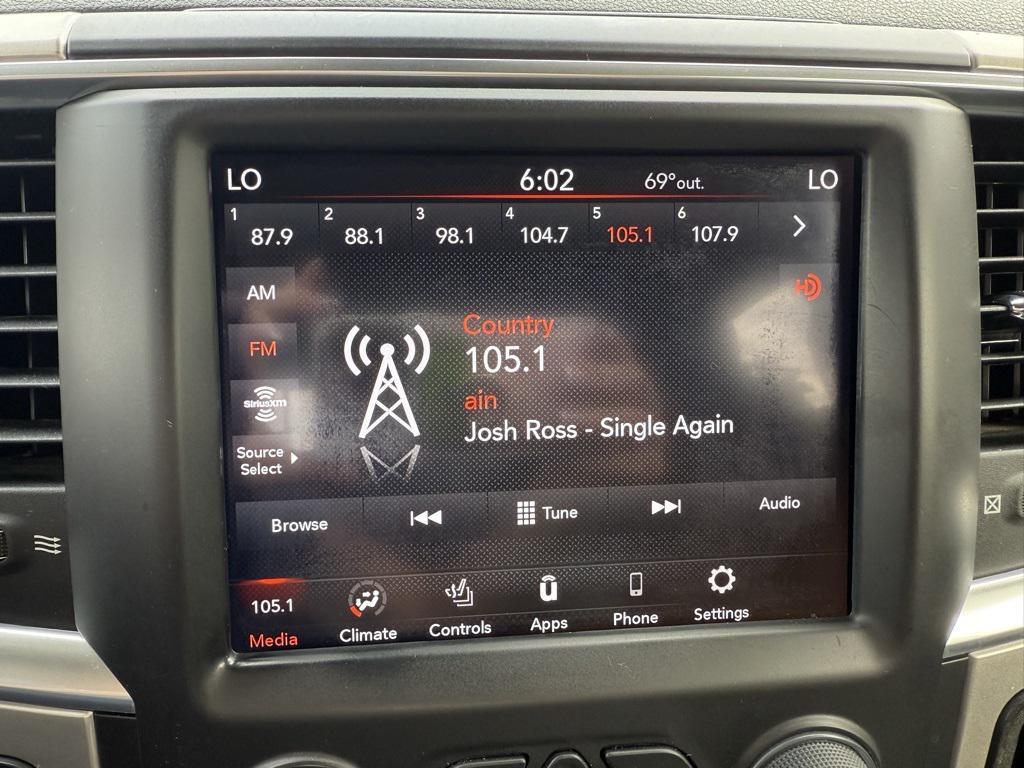 LO 6:02 69°out. LO
1 2 3 4 5 6
87.9 88.1 98.1 104.7 105.1 107.9
AM
HD
Country
FM
105.1
SiriusXM
ain
Josh Ross - Single Again
Source
Select
Browse Tune Audio
105.1
Media Climate Controls Apps Phone Settings